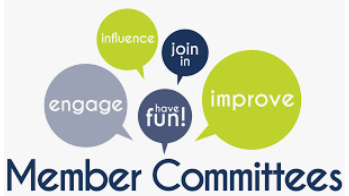 influence
join
in
engage
have
fun!
improve
Member Committees